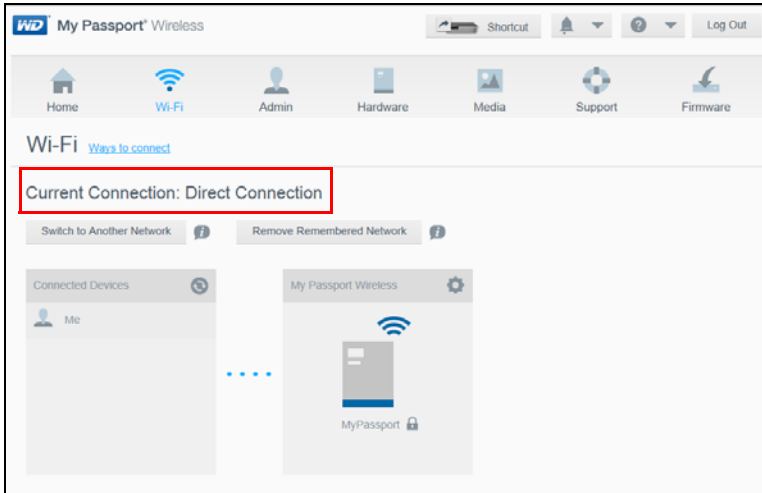 WD My Passport® Wireless Shortcut Log Out
Home Wi-Fi Admin Hardware Media Support Firmware
Wi-Fi Ways to connect
Current Connection: Direct Connection
Switch to Another Network i Remove Remembered Network i
Connected Devices My Passport Wireless
Me
MyPassport